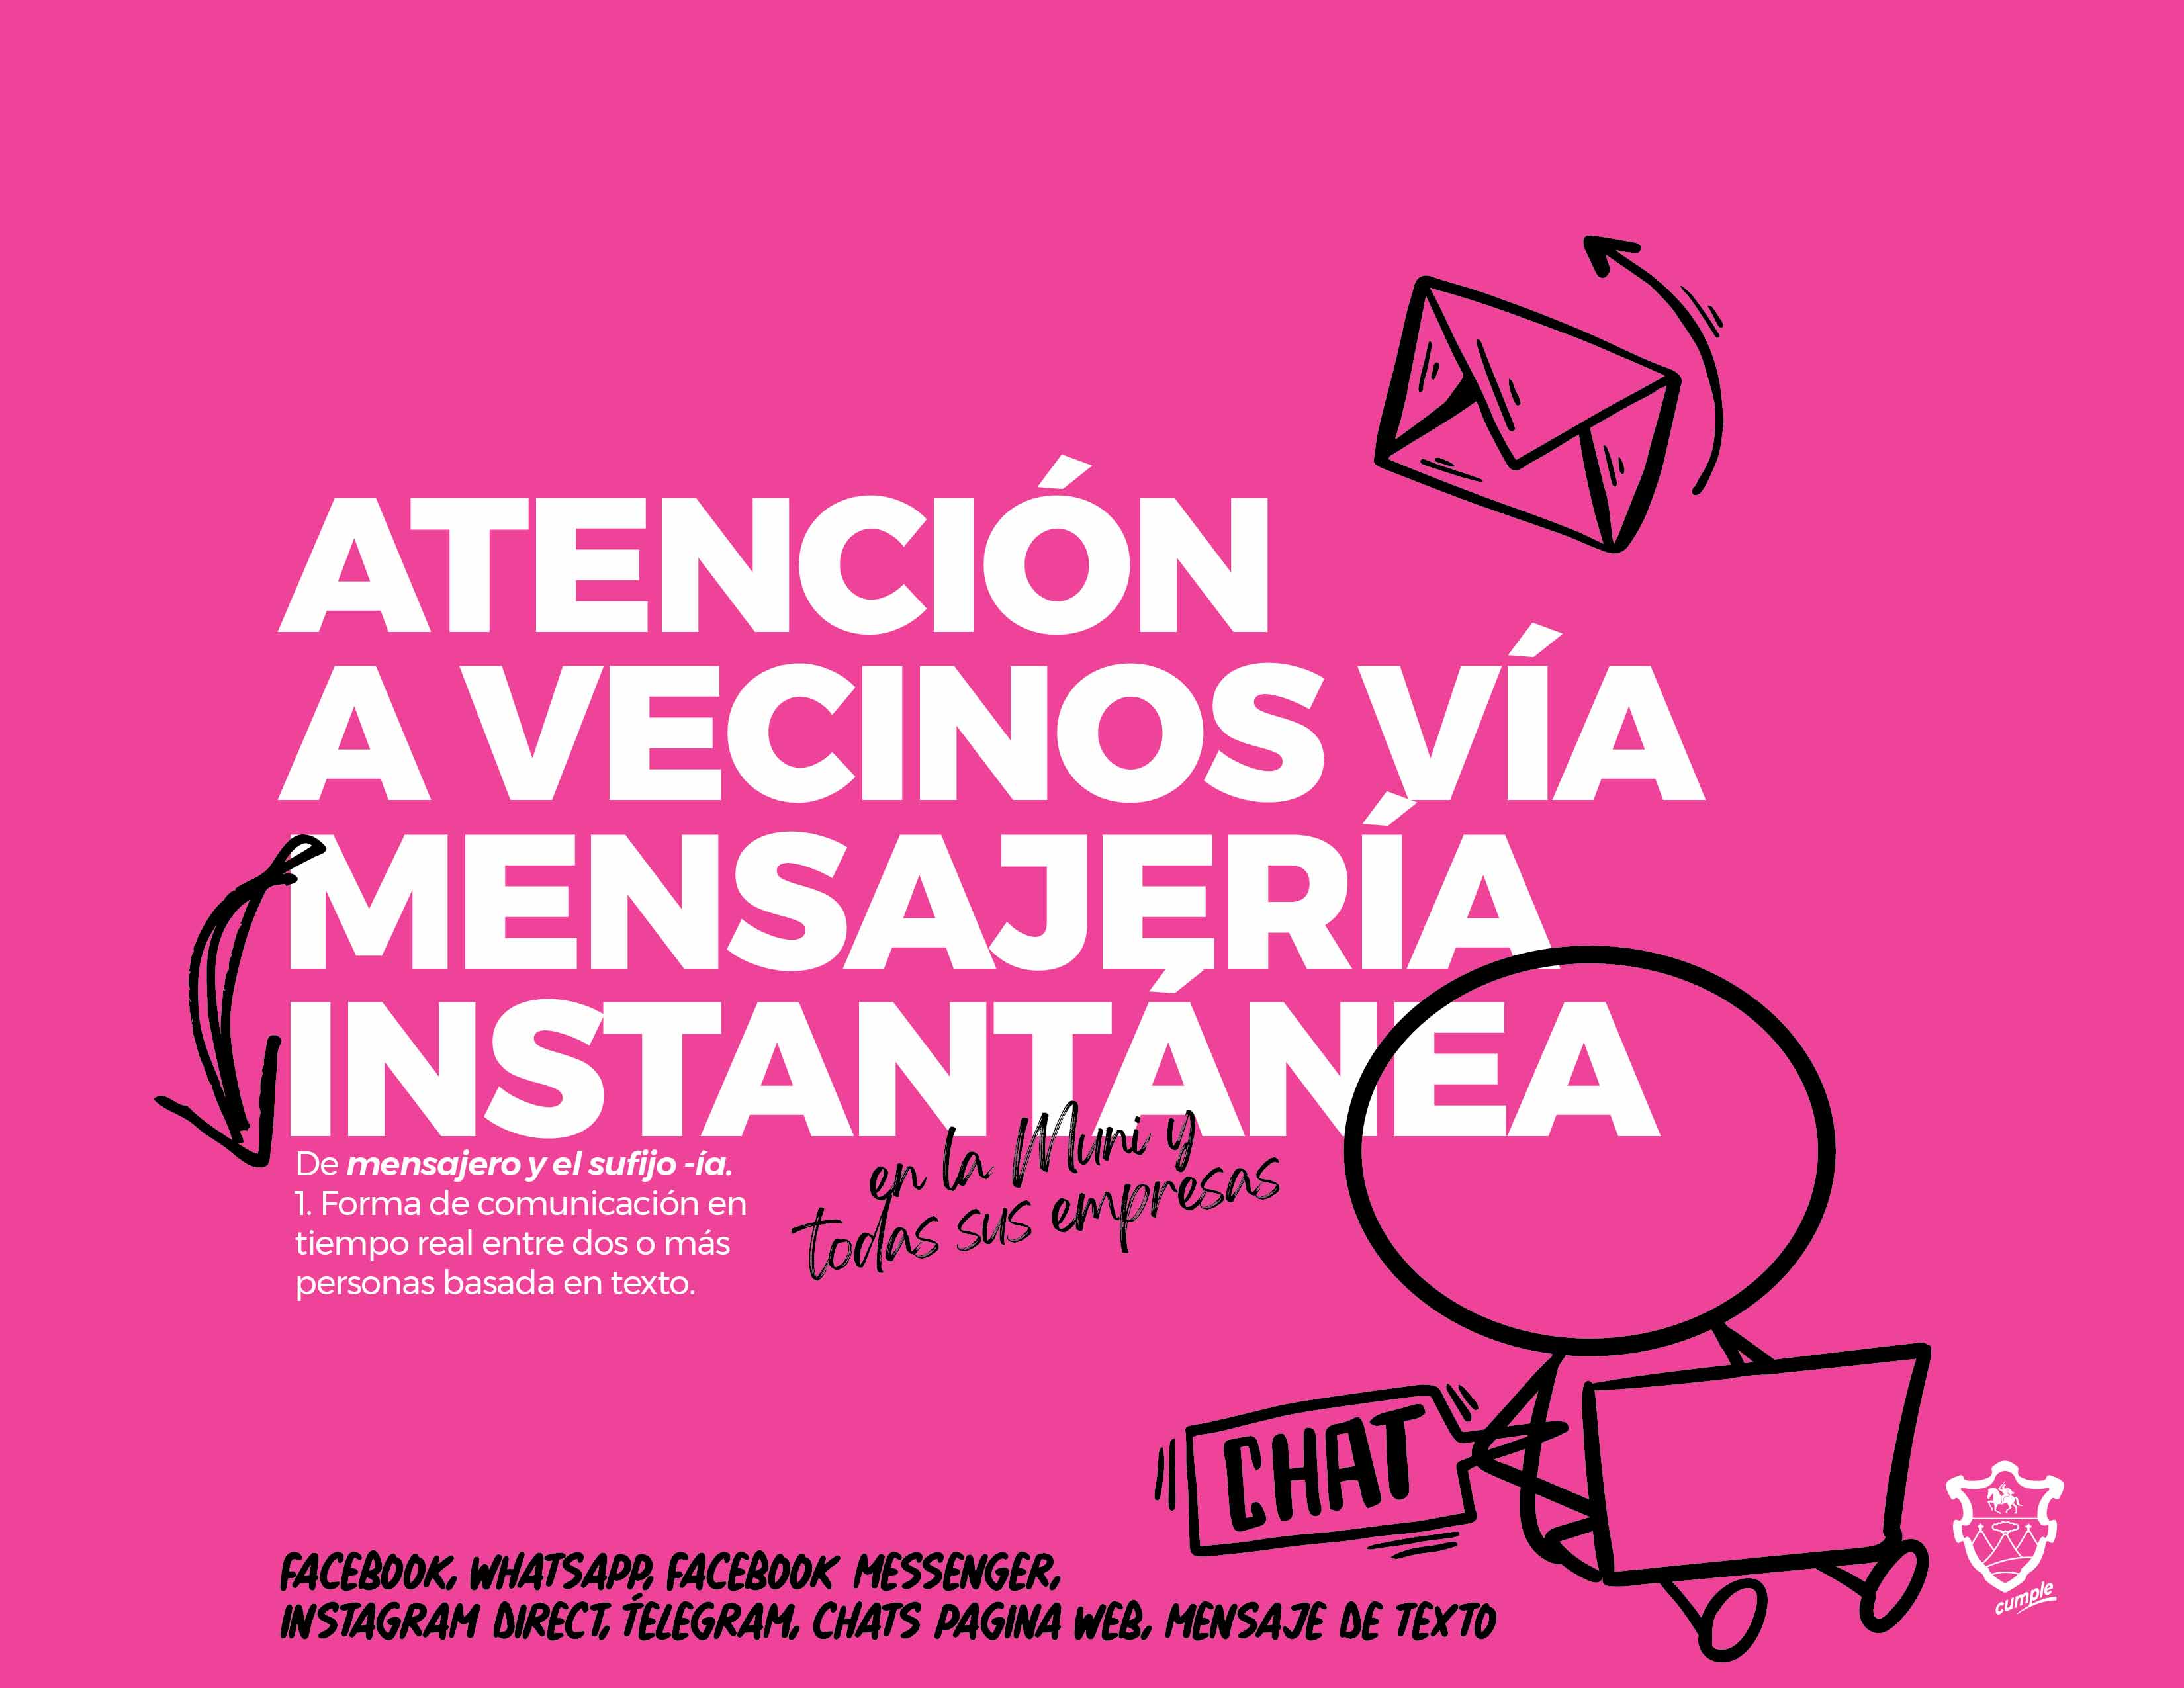 ATENCIÓN
A VECINOS VÍA
MENSAJERÍA
INSTANTÁNEA
De mensajero y el sufijo -ía.
1. Forma de comunicación en
tiempo real entre dos o más
personas basada en texto.
en la Muni y
todas sus empresas
CHAT
FACEBOOK, WHATSAPP, FACEBOOK MESSENGER,
INSTAGRAM DIRECT, TELEGRAM, CHATS PAGINA WEB, MENSAJE DE TEXTO
cumple